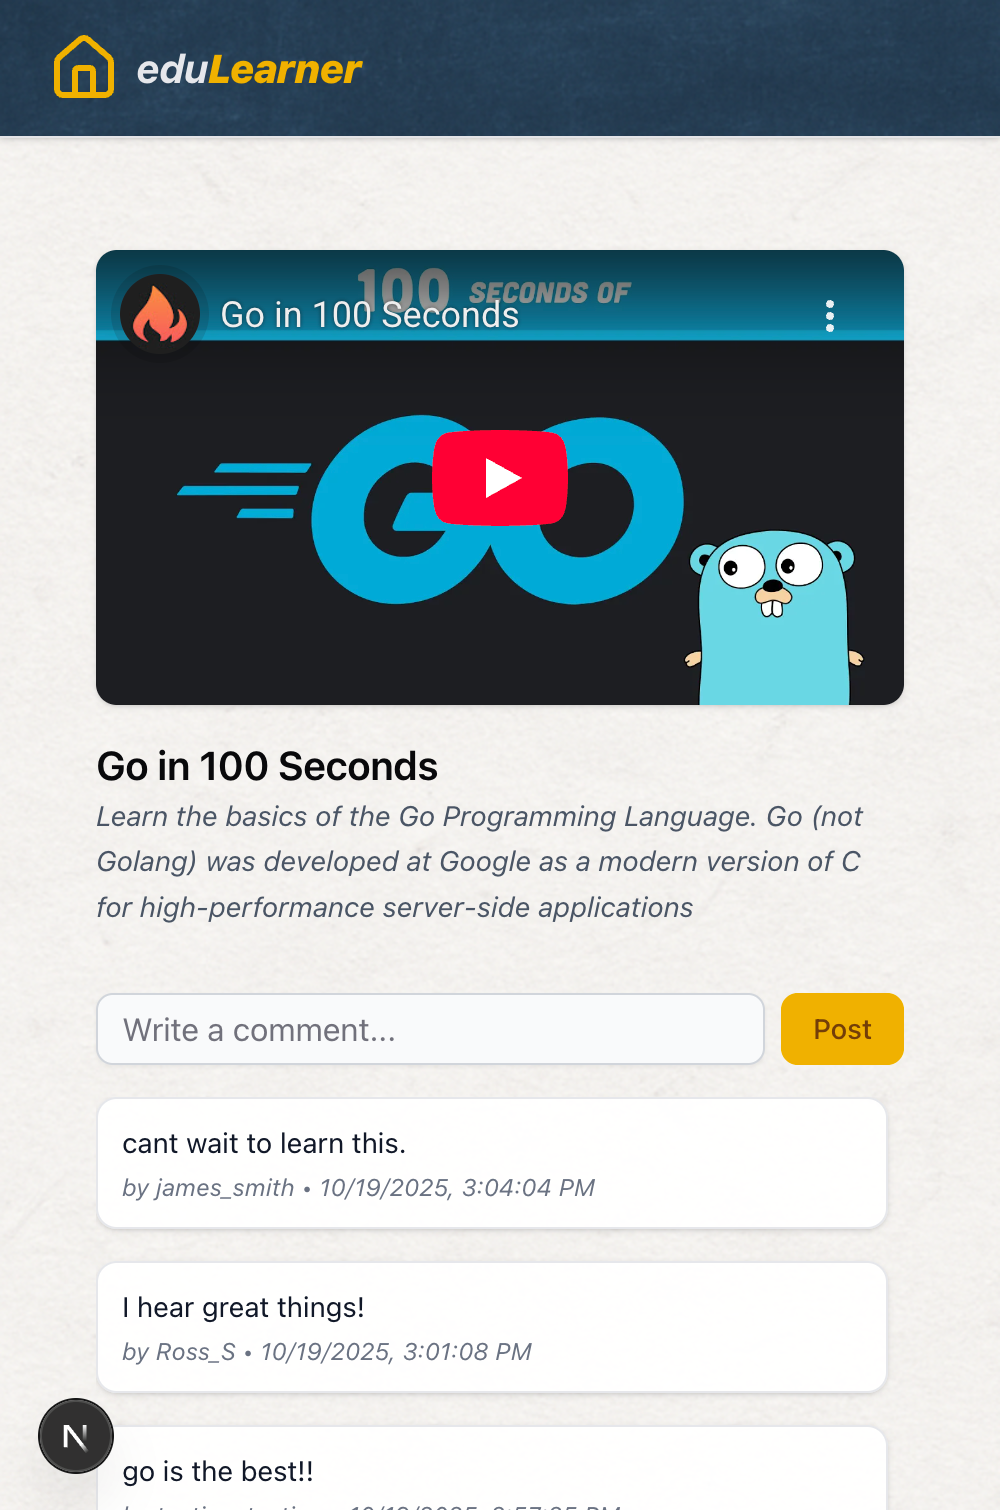 eduLearner
100 SECONDS OF
Go in 100 Seconds
GO
Go in 100 Seconds
Learn the basics of the Go Programming Language. Go (not
Golang) was developed at Google as a modern version of C
for high-performance server-side applications
Write a comment...
Post
cant wait to learn this.
by james_smith • 10/19/2025, 3:04:04 PM
I hear great things!
by Ross_S • 10/19/2025, 3:01:08 PM
N
go is the best!!